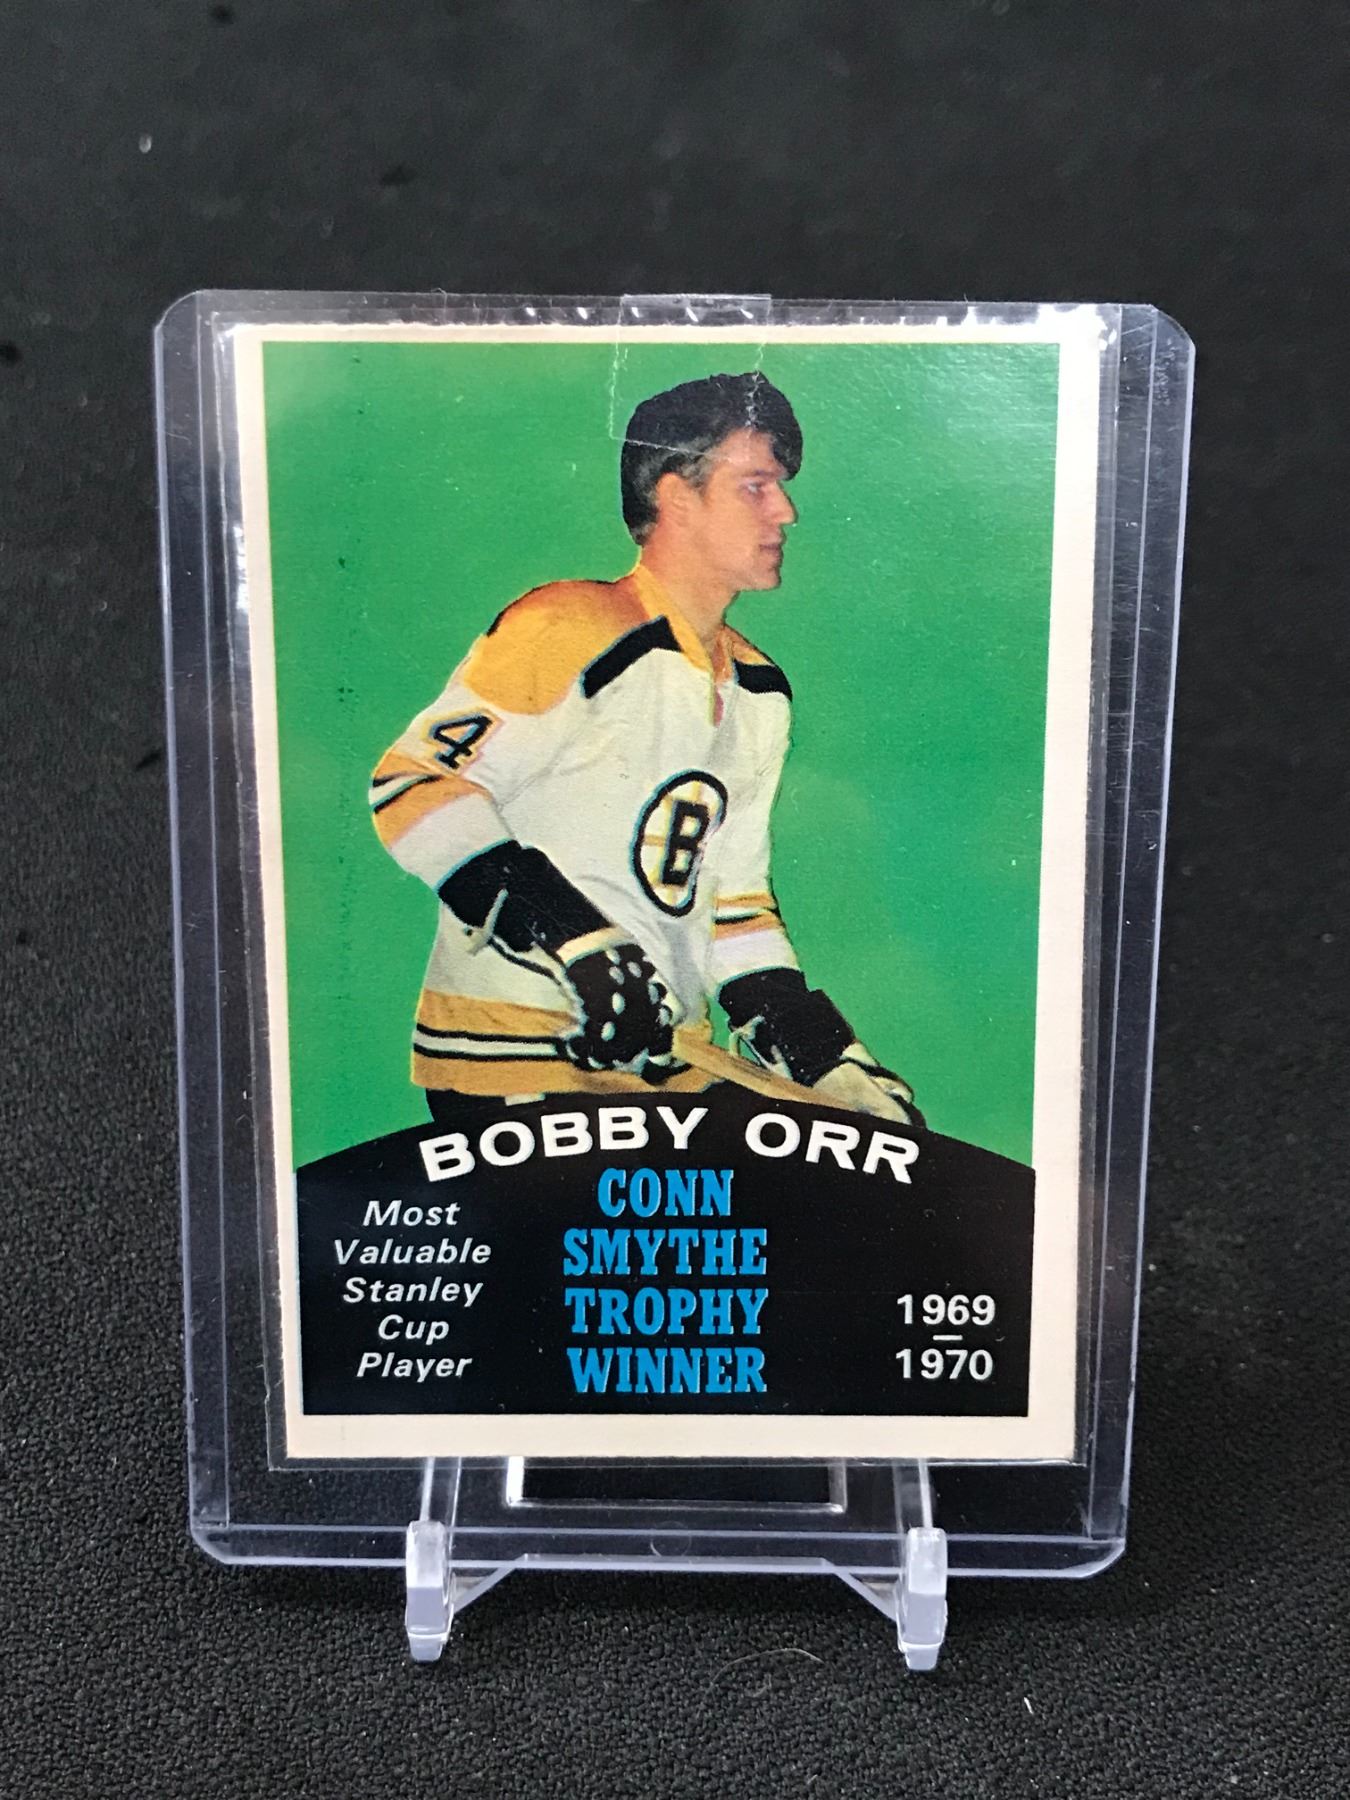 4
B
BOBBY ORR
CONN
SMYTHE
TROPHY
WINNER
Most
Valuable
Stanley
Cup
Player
1969
—
1970